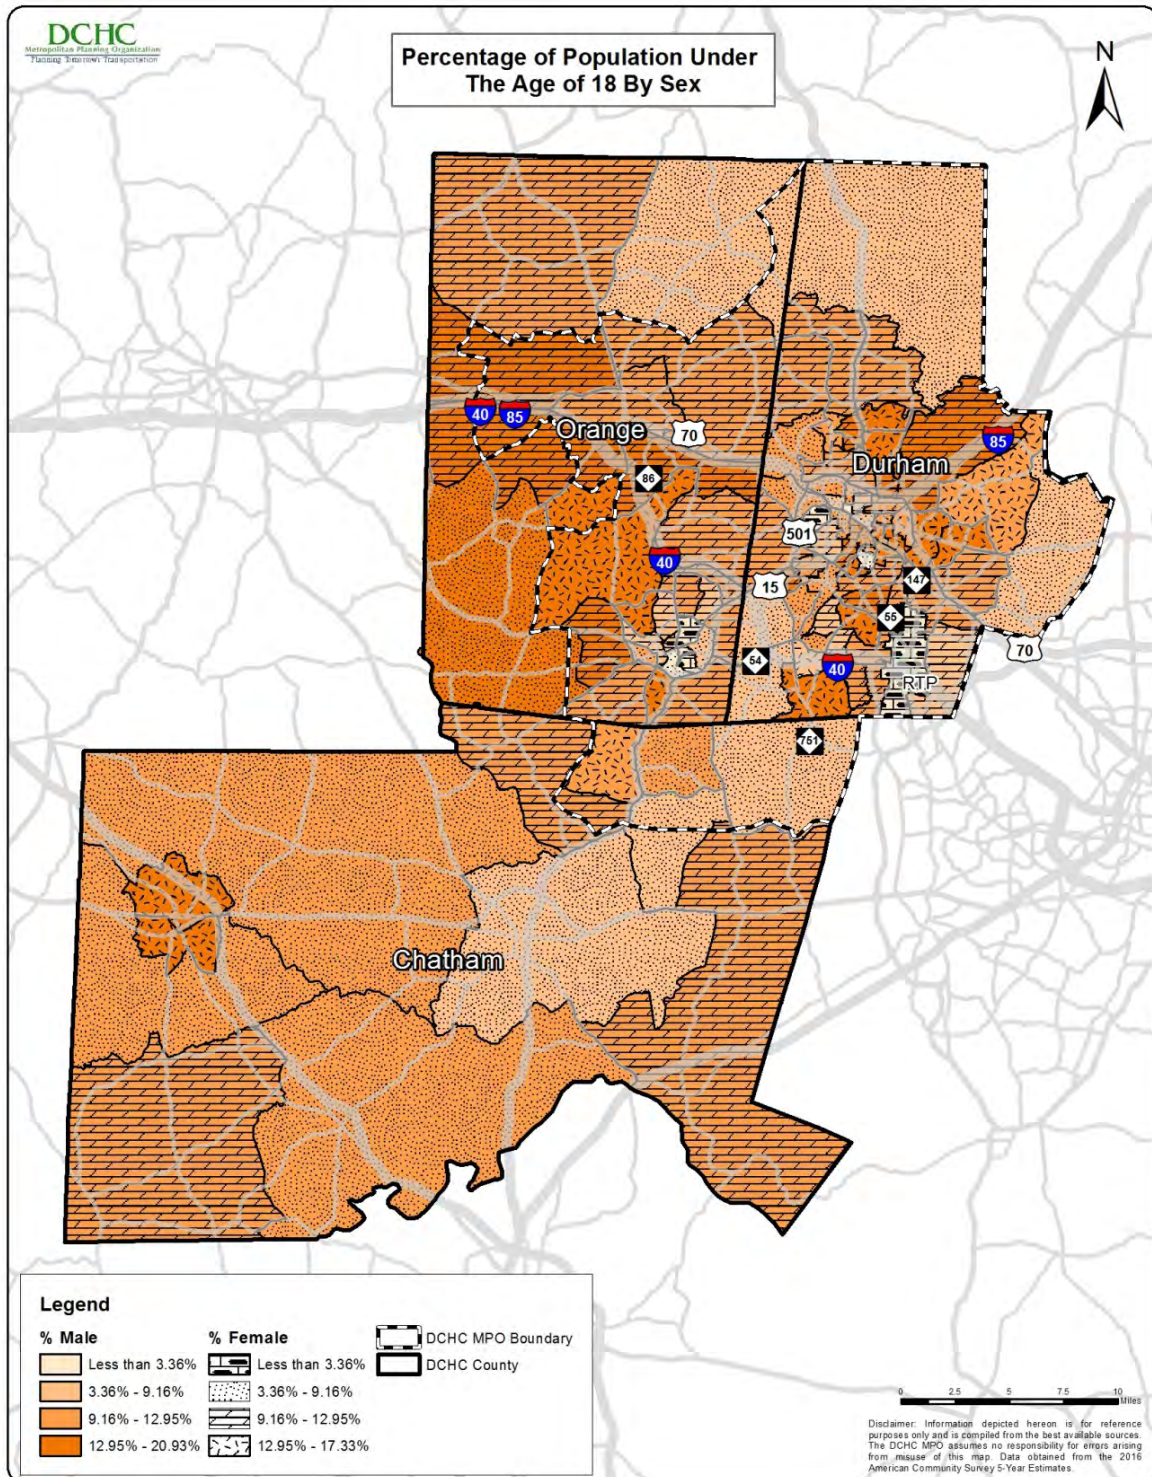 DCHC
Metropolitan Planning Organization
Planning Tomorrow's Transportation
Percentage of Population Under
The Age of 18 By Sex
N
40
85
Orange
70
86
Durham
85
501
40
15
147
55
54
40
RTP
70
751
Chatham
Legend
% Male
% Female
Less than 3.36%
3.36% - 9.16%
9.16% - 12.95%
12.95% - 20.93%
Less than 3.36%
3.36% - 9.16%
9.16% - 12.95%
12.95% - 17.33%
DCHC MPO Boundary
DCHC County
0 2.5 5 7.5 10
Miles
Disclaimer: Information depicted hereon is for reference
purposes only and is compiled from the best available sources.
The DCHC MPO assumes no responsibility for errors arising
from misuse of this map. Data obtained from the 2016
American Community Survey 5-Year Estimates.